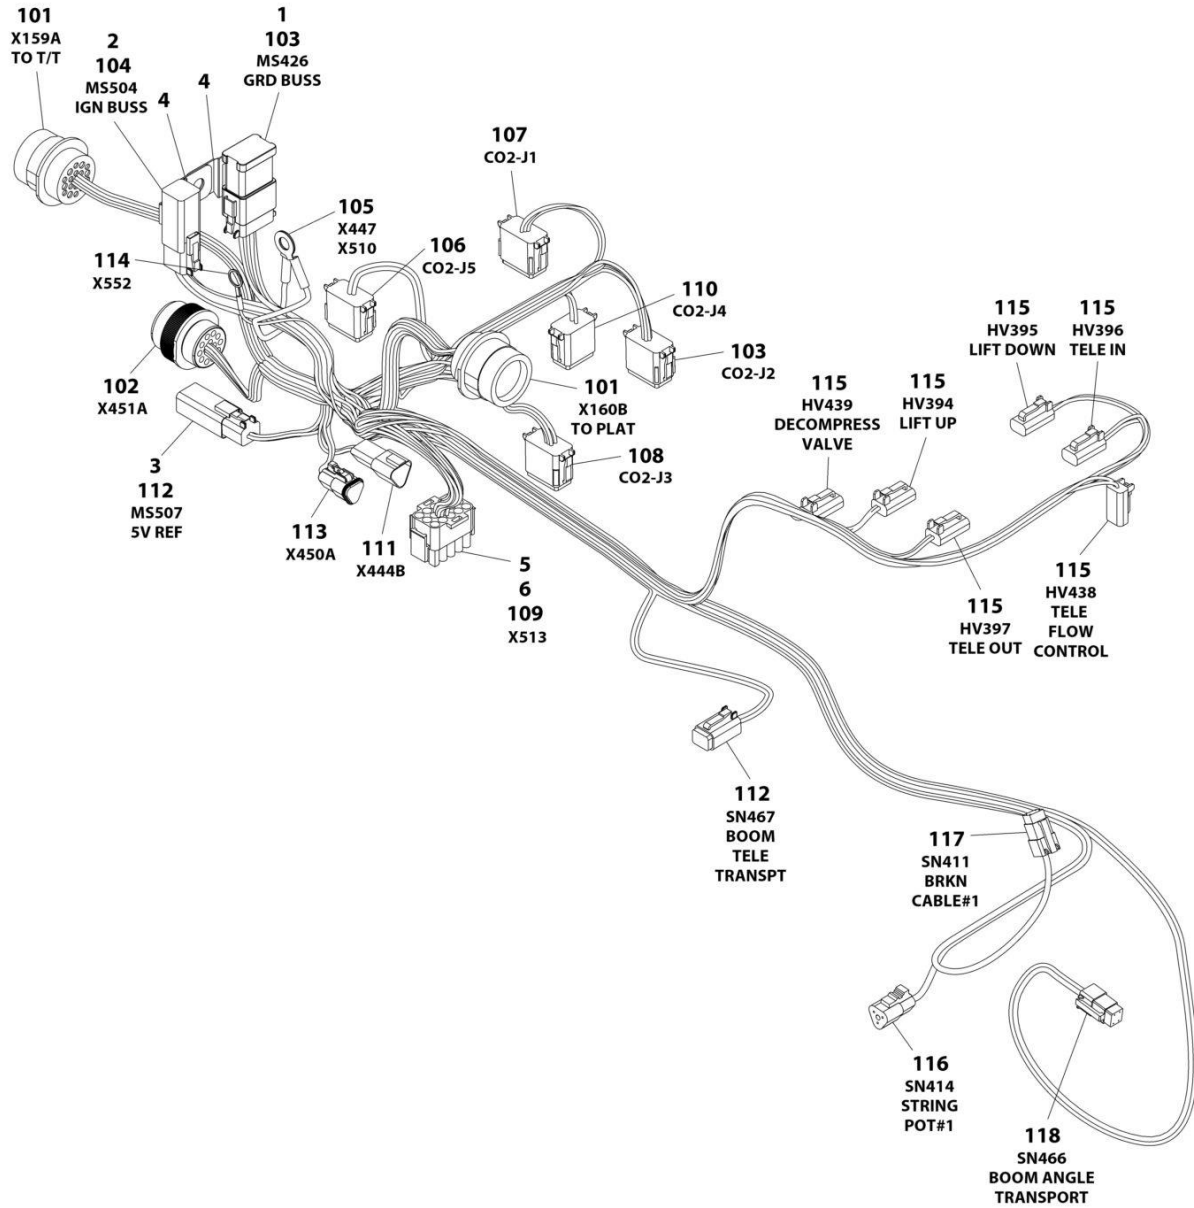 101
X159A
TO T/T
2
104
MS504
IGN BUSS
4
4
1
103
MS426
GRD BUSS
107
CO2-J1
105
X447
X510
106
CO2-J5
114
X552
110
CO2-J4
103
CO2-J2
102
X451A
101
X160B
TO PLAT
115
HV439
DECOMPRESS
VALVE
115
HV394
LIFT UP
115
HV395
LIFT DOWN
115
HV396
TELE IN
3
112
MS507
5V REF
113
X450A
111
X444B
108
CO2-J3
5
6
109
X513
115
HV397
TELE OUT
115
HV438
TELE
FLOW
CONTROL
112
SN467
BOOM
TELE
TRANSPT
117
SN411
BRKN
CABLE#1
116
SN414
STRING
POT#1
118
SN466
BOOM ANGLE
TRANSPORT